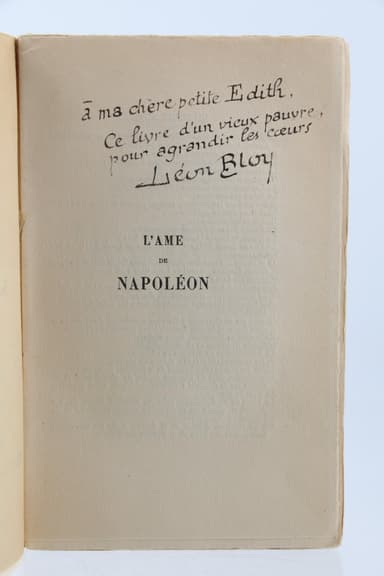 à ma chère petite Edith,
Ce livre d'un vieux pauvre,
pour agrandir les cœurs
Léon Bloy
L'AME
DE
NAPOLÉON